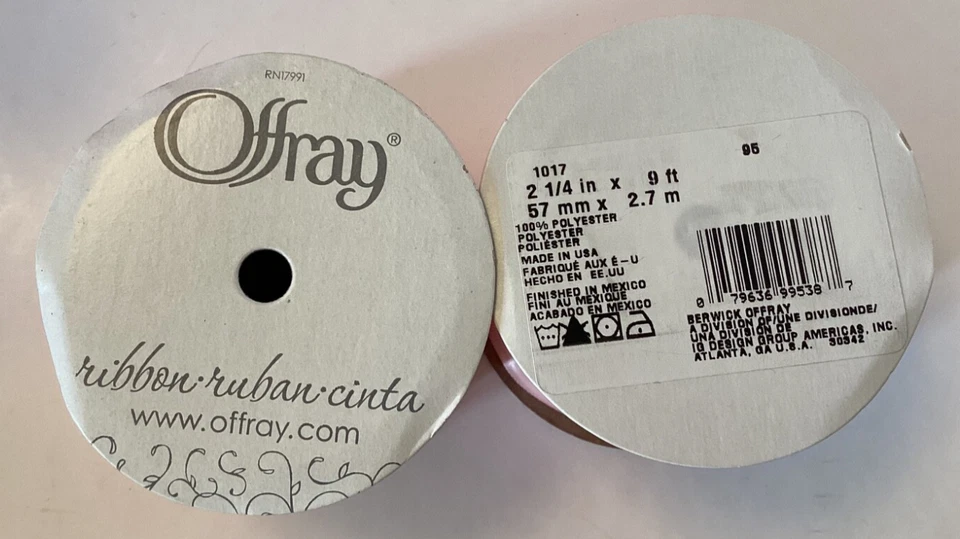 RN17991
Offray®
ribbon·ruban·cinta
www.offray.com
95
1017
2 1/4 in x 9 ft
57 mm x 2.7 m
100% POLYESTER
POLYESTER
POLIÉSTER
MADE IN USA
FABRIQUÉ AUX É-U
HECHO EN EE.UU
FINISHED IN MEXICO
FINI AU MEXIQUE
ACABADO EN MEXICO
0 79636 99538 7
BERWICK OFFRAY
A DIVISION OF/UNE DIVISIONDE/
UNA DIVISIÓN DE
IG DESIGN GROUP AMERICAS, INC.
ATLANTA, GA U.S.A. 30342